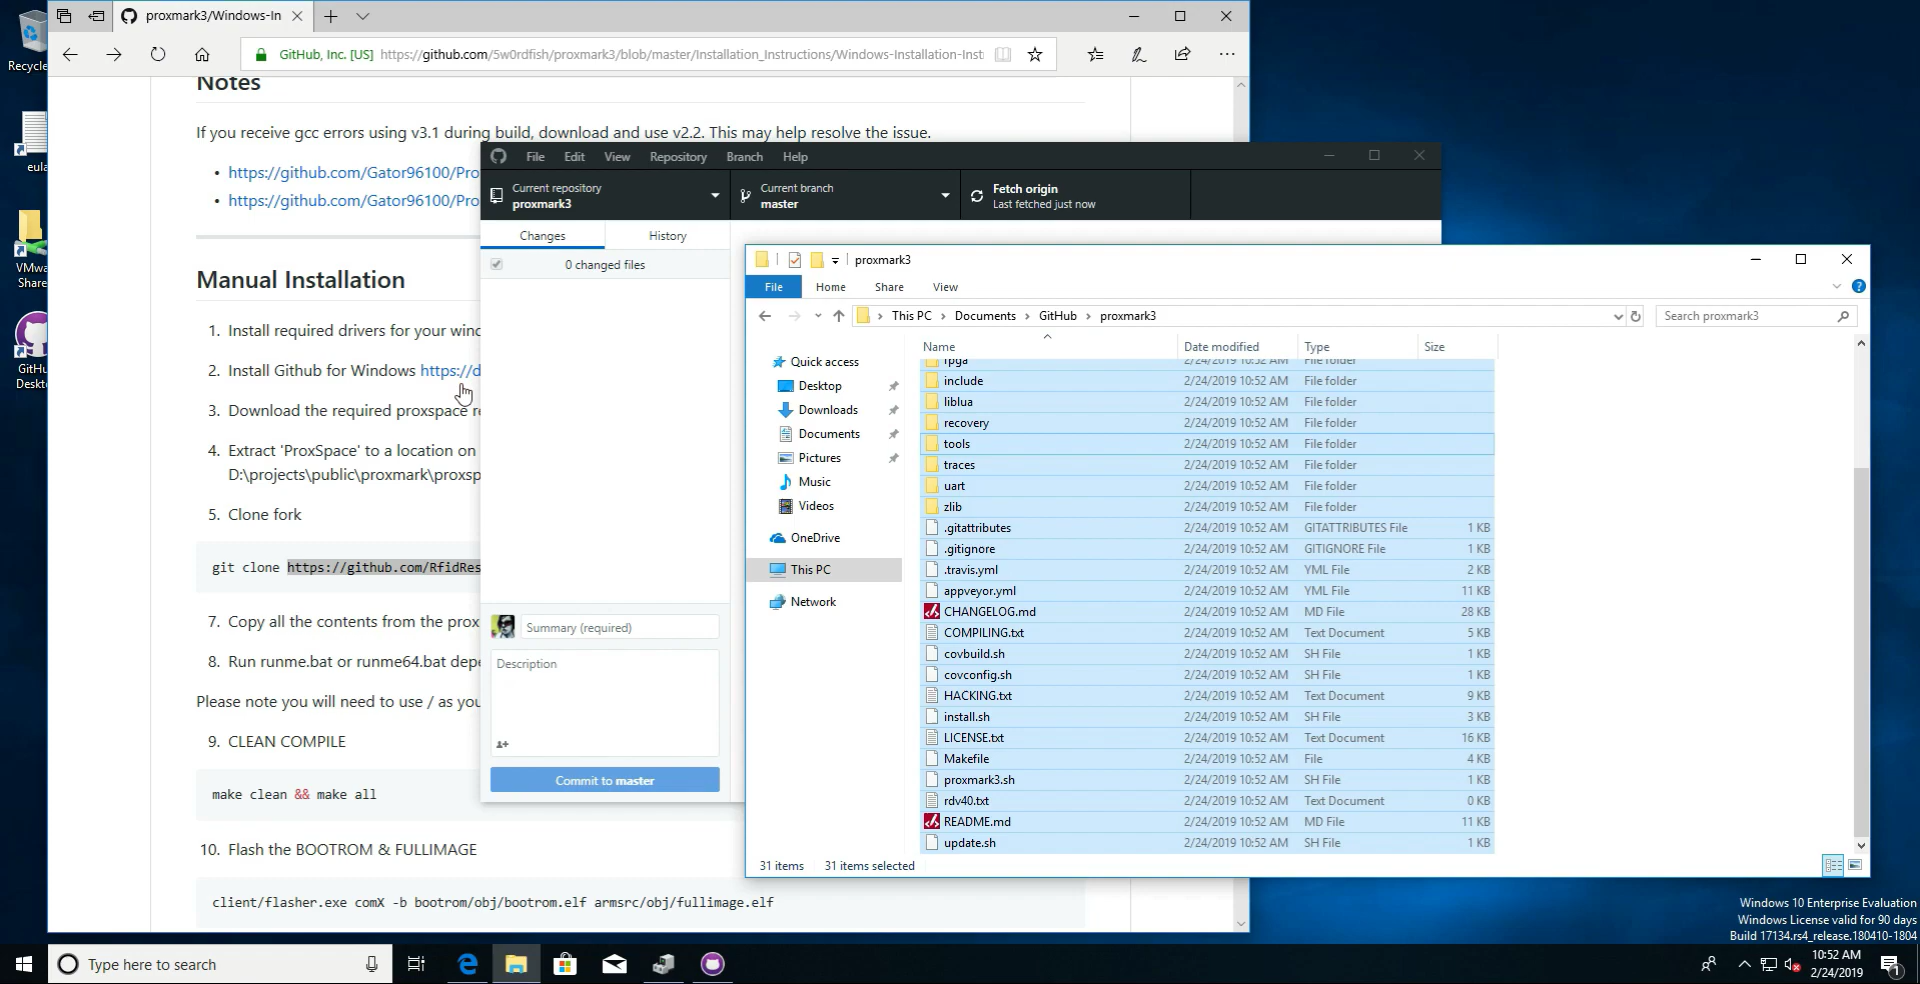 Recycle
eula
VMwa
Share
GitHu
Deskto
proxmark3/Windows-In
GitHub, Inc. [US] https://github.com/5w0rdfish/proxmark3/blob/master/Installation_Instructions/Windows-Installation-Inst
Notes
If you receive gcc errors using v3.1 during build, download and use v2.2. This may help resolve the issue.
• https://github.com/Gator96100/Pro
• https://github.com/Gator96100/Pro
Manual Installation
1. Install required drivers for your winc
2. Install Github for Windows https://d
3. Download the required proxspace re
4. Extract 'ProxSpace' to a location on
D:\projects\public\proxmark\proxsp
5. Clone fork
git clone https://github.com/RfidRes
7. Copy all the contents from the prox
8. Run runme.bat or runme64.bat depe
Please note you will need to use / as you
9. CLEAN COMPILE
make clean && make all
10. Flash the BOOTROM & FULLIMAGE
client/flasher.exe comX -b bootrom/obj/bootrom.elf armsrc/obj/fullimage.elf
File Edit View Repository Branch Help
Current repository
proxmark3
Current branch
master
Fetch origin
Last fetched just now
Changes History
0 changed files
Summary (required)
Description
Commit to master
proxmark3
File Home Share View
This PC > Documents > GitHub > proxmark3
Search proxmark3
Quick access
Desktop
Downloads
Documents
Pictures
Music
Videos
OneDrive
This PC
Network
Name Date modified Type Size
fpga 2/24/2019 10:52 AM File folder
include 2/24/2019 10:52 AM File folder
liblua 2/24/2019 10:52 AM File folder
recovery 2/24/2019 10:52 AM File folder
tools 2/24/2019 10:52 AM File folder
traces 2/24/2019 10:52 AM File folder
uart 2/24/2019 10:52 AM File folder
zlib 2/24/2019 10:52 AM File folder
.gitattributes 2/24/2019 10:52 AM GITATTRIBUTES File 1 KB
.gitignore 2/24/2019 10:52 AM GITIGNORE File 1 KB
.travis.yml 2/24/2019 10:52 AM YML File 2 KB
appveyor.yml 2/24/2019 10:52 AM YML File 11 KB
CHANGELOG.md 2/24/2019 10:52 AM MD File 28 KB
COMPILING.txt 2/24/2019 10:52 AM Text Document 5 KB
covbuild.sh 2/24/2019 10:52 AM SH File 1 KB
covconfig.sh 2/24/2019 10:52 AM SH File 1 KB
HACKING.txt 2/24/2019 10:52 AM Text Document 9 KB
install.sh 2/24/2019 10:52 AM SH File 3 KB
LICENSE.txt 2/24/2019 10:52 AM Text Document 16 KB
Makefile 2/24/2019 10:52 AM File 4 KB
proxmark3.sh 2/24/2019 10:52 AM SH File 1 KB
rdv40.txt 2/24/2019 10:52 AM Text Document 0 KB
README.md 2/24/2019 10:52 AM MD File 11 KB
update.sh 2/24/2019 10:52 AM SH File 1 KB
31 items 31 items selected
Windows 10 Enterprise Evaluation
Windows License valid for 90 days
Build 17134.rs4_release.180410-1804
Type here to search
10:52 AM
2/24/2019
1